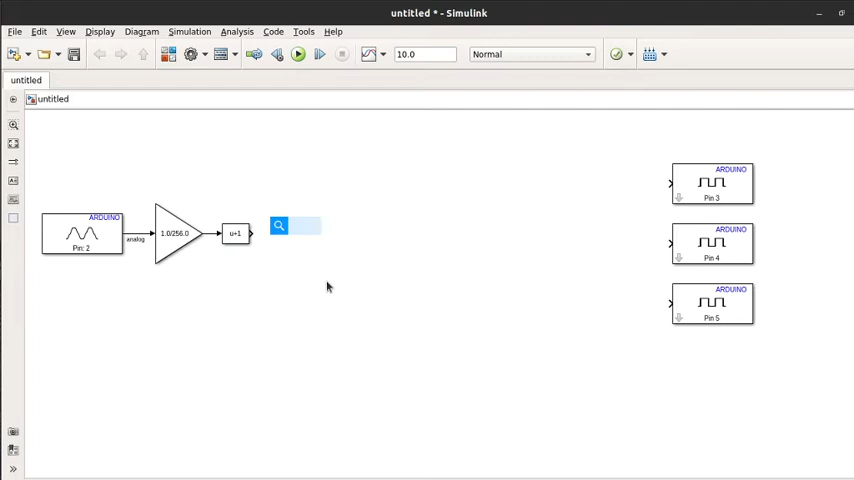 untitled * - Simulink
File Edit View Display Diagram Simulation Analysis Code Tools Help
10.0 Normal
untitled
untitled
ARDUINO
Pin: 2
analog
1.0/256.0
u+1
ARDUINO
Pin 3
ARDUINO
Pin 4
ARDUINO
Pin 5